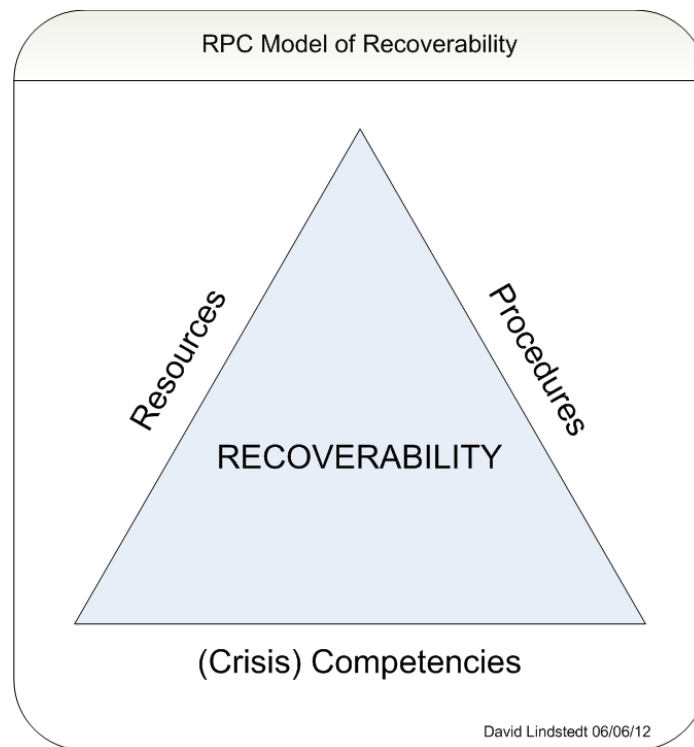 RPC Model of Recoverability
Resources
Procedures
RECOVERABILITY
(Crisis) Competencies
David Lindstedt 06/06/12